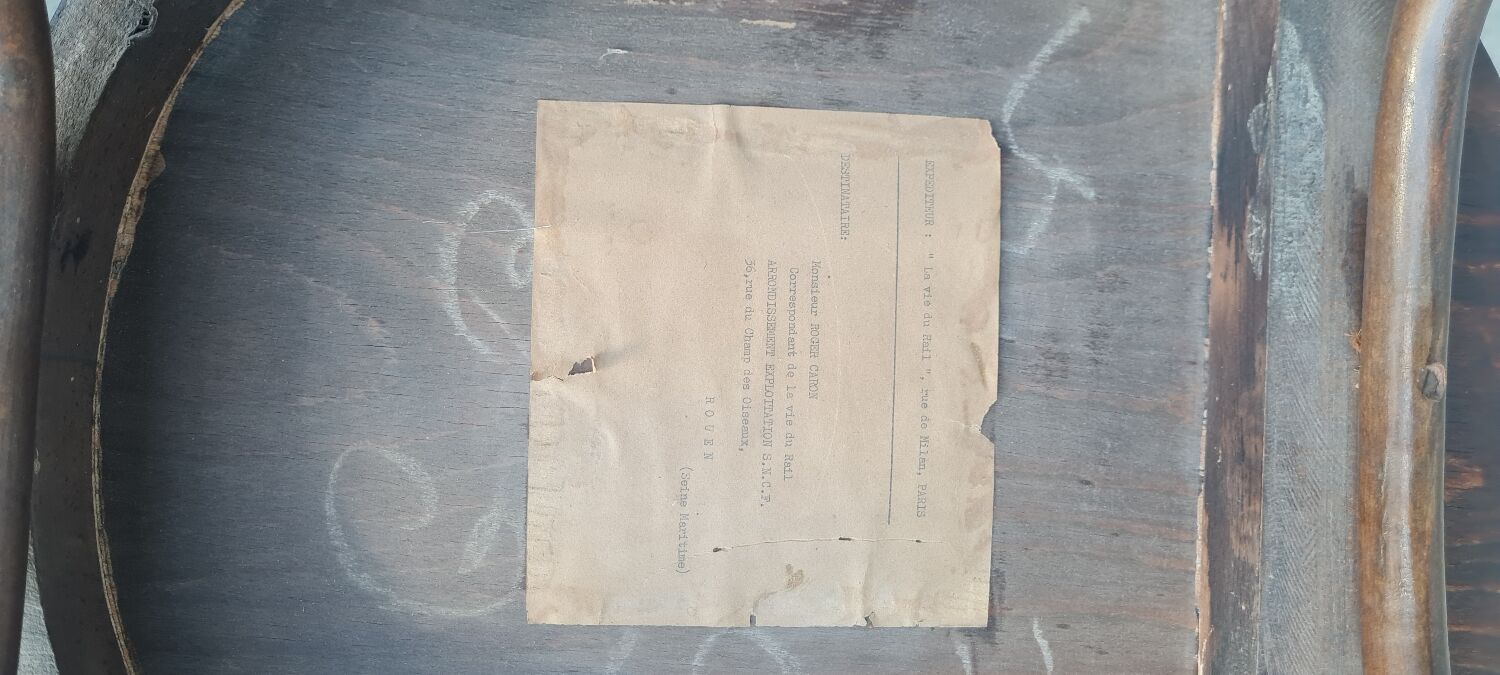 EXPEDITEUR : " La vie du Rail ", rue de Milan, PARIS
DESTINATAIRE:
Monsieur ROGER CARON
Correspondant de la vie du Rail
ARRONDISSEMENT EXPLOITATION S.N.C.F.
36,rue du Champ des Oiseaux,
R O U E N
(Seine Maritime)